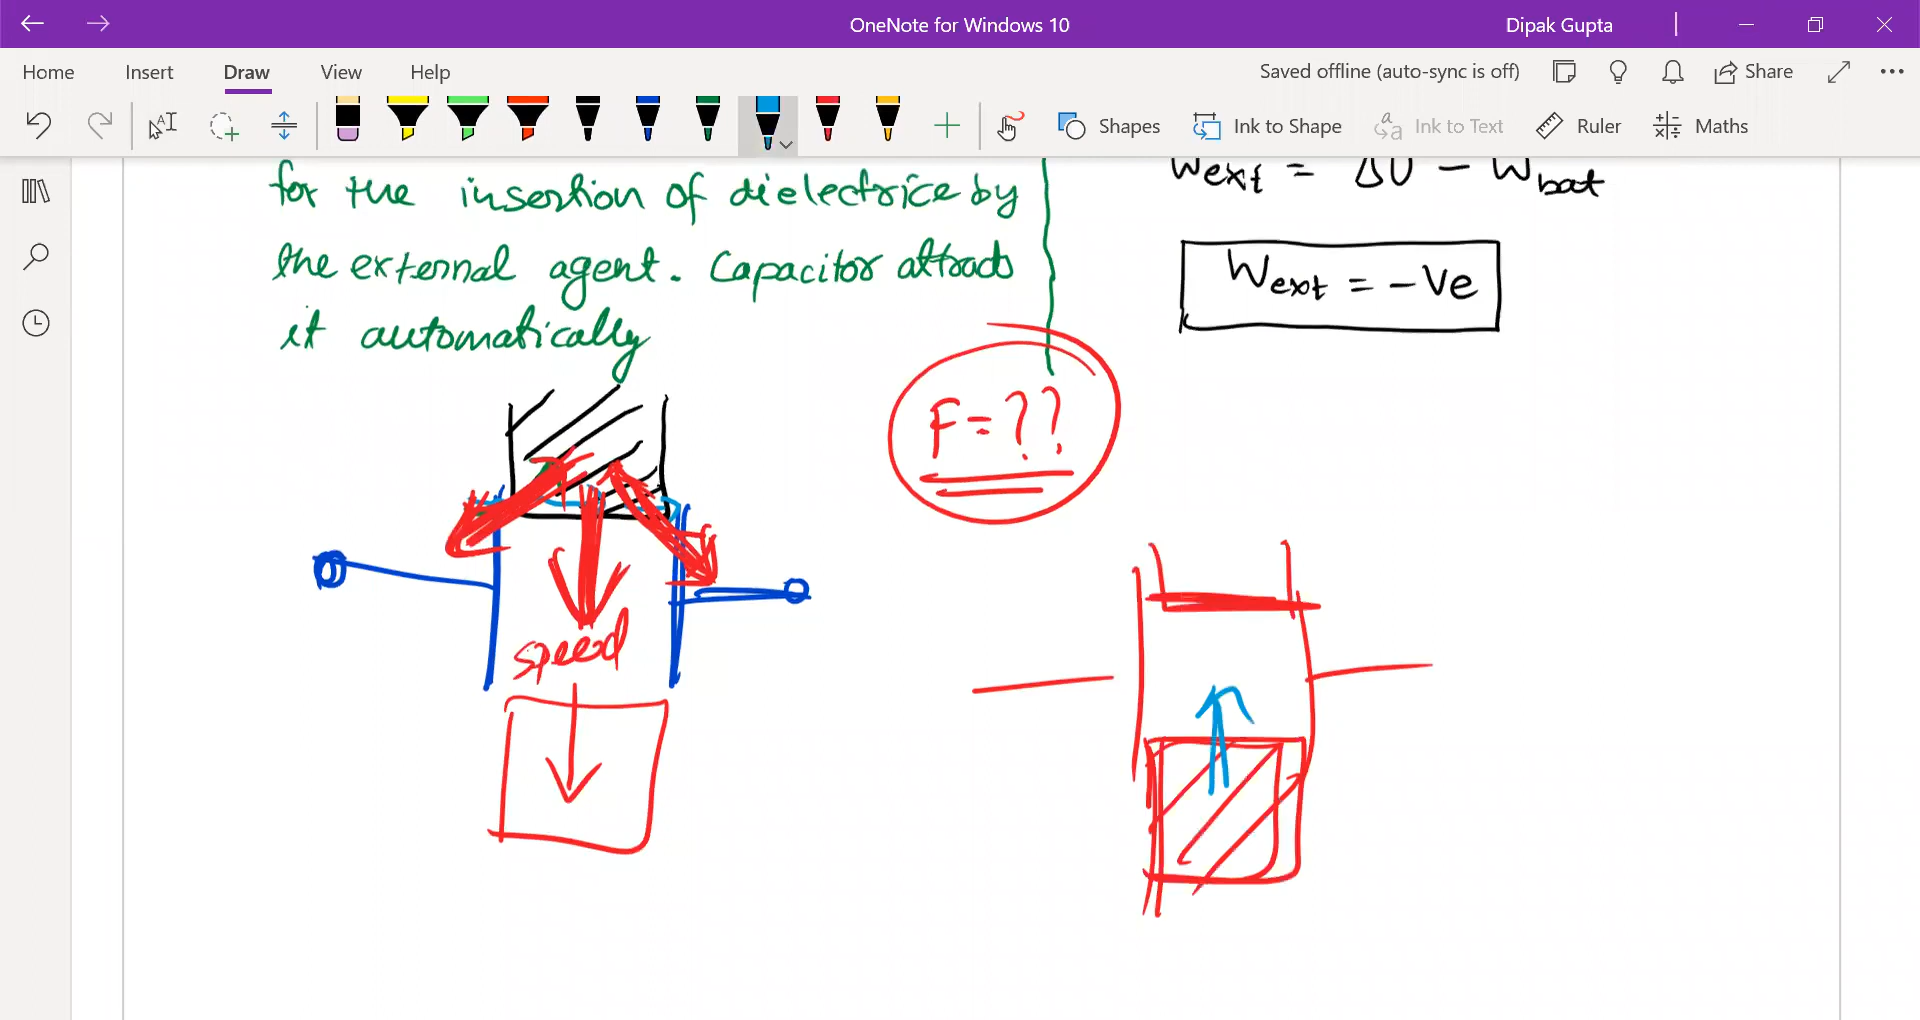 OneNote for Windows 10
Dipak Gupta
Home Insert Draw View Help
Saved offline (auto-sync is off) Share
Shapes Ink to Shape Ink to Text Ruler Maths
for the insertion of dielectrice by
the external agent. Capacitor attracts
it automatically
Wext = ΔU - Wbat
Wext = -Ve
F = ??
speed